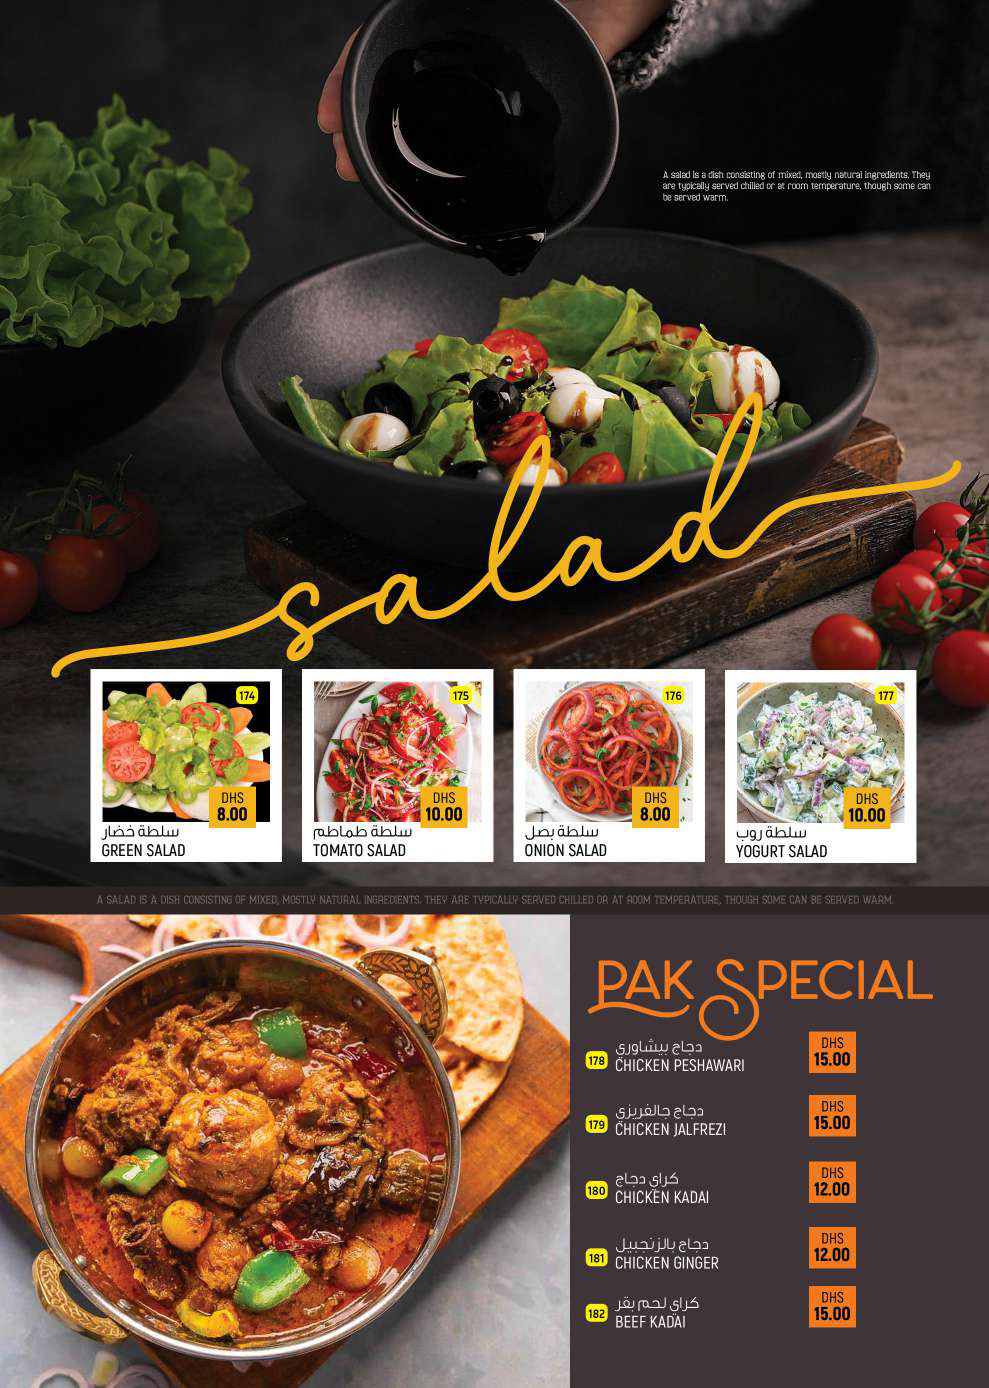 A salad is a dish consisting of mixed, mostly natural ingredients. They
are typically served chilled or at room temperature, though some can
be served warm.
salad
174
DHS
8.00
سلطة خضار
GREEN SALAD
175
DHS
10.00
سلطة طماطم
TOMATO SALAD
176
DHS
8.00
سلطة بصل
ONION SALAD
177
DHS
10.00
سلطة روب
YOGURT SALAD
A SALAD IS A DISH CONSISTING OF MIXED, MOSTLY NATURAL INGREDIENTS. THEY ARE TYPICALLY SERVED CHILLED OR AT ROOM TEMPERATURE, THOUGH SOME CAN BE SERVED WARM.
PAK SPECIAL
178
دجاج بيشاوري
CHICKEN PESHAWARI
DHS
15.00
179
دجاج جالفريزي
CHICKEN JALFREZI
DHS
15.00
180
كراي دجاج
CHICKEN KADAI
DHS
12.00
181
دجاج بالزنجبيل
CHICKEN GINGER
DHS
12.00
182
كراي لحم بقر
BEEF KADAI
DHS
15.00